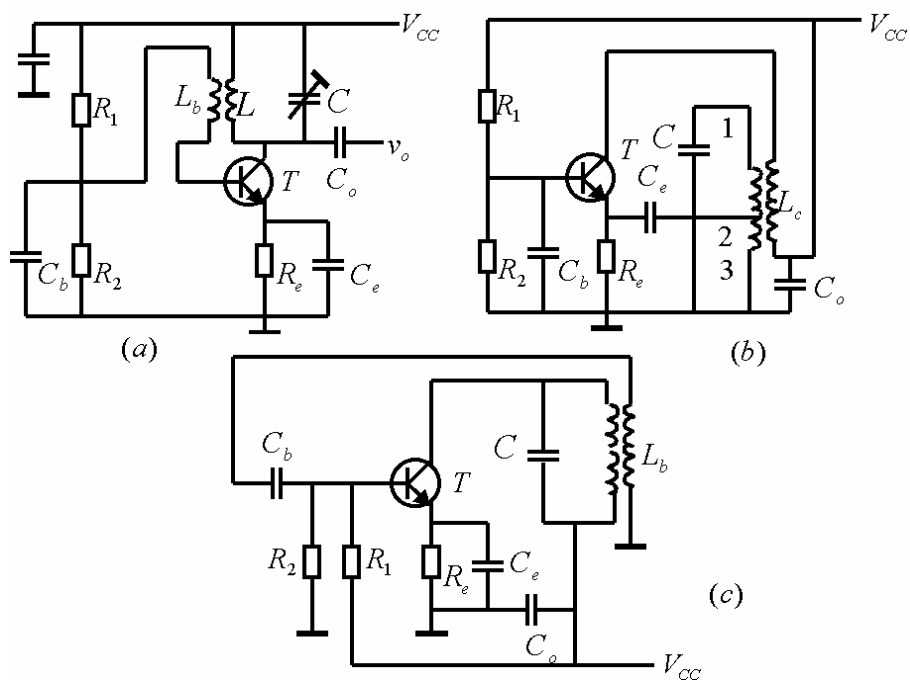 V_CC
L_b L C
R_1
v_o
T C_o
C_b R_2 R_e C_e
(a)
V_CC
R_1
C 1
T
C_e
L_c
2
R_2 C_b R_e
3
C_o
(b)
C_b
C
T
L_b
R_2 R_1 R_e C_e
(c)
C_o
V_CC